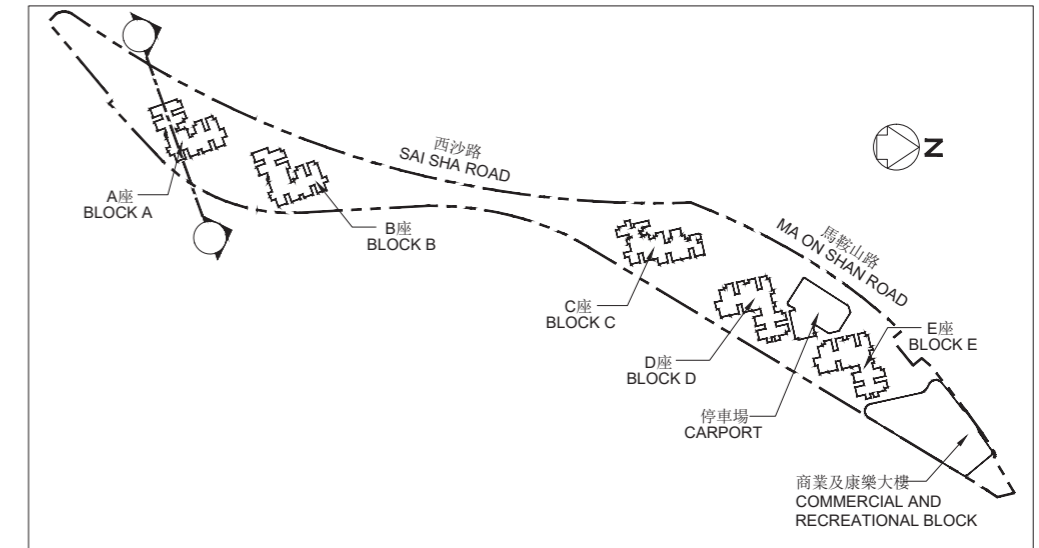 西沙路
SAI SHA ROAD
N
A座
BLOCK A
B座
BLOCK B
馬鞍山路
MA ON SHAN ROAD
C座
BLOCK C
E座
BLOCK E
D座
BLOCK D
停車場
CARPORT
商業及康樂大樓
COMMERCIAL AND
RECREATIONAL BLOCK